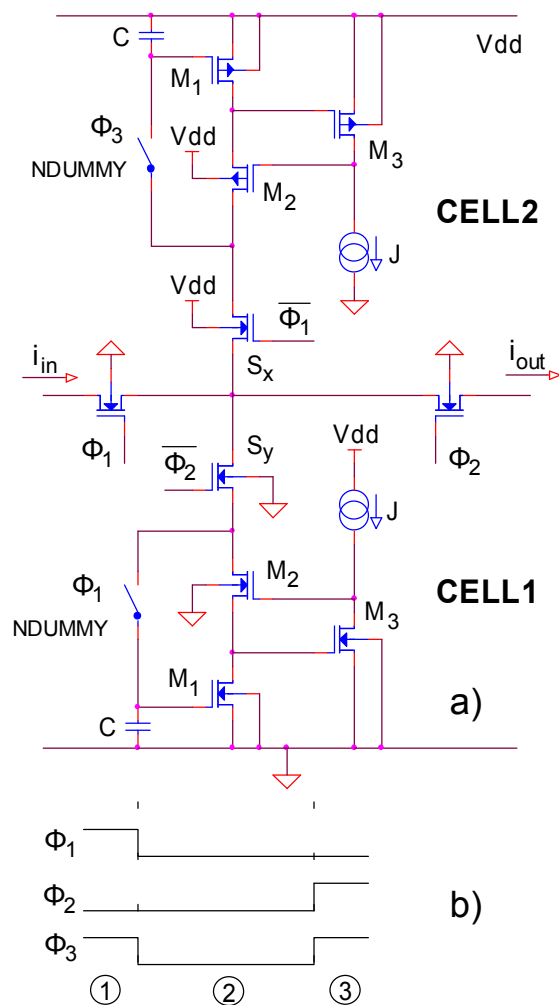 C
Vdd
M1
Φ3
Vdd
M3
NDUMMY
M2
CELL2
J
Vdd
Φ1
iin
Sx
iout
Φ1
Φ2
Sy
Vdd
Φ2
J
M2
CELL1
Φ1
M3
NDUMMY
M1
C
a)
Φ1
Φ2
b)
Φ3
1 2 3